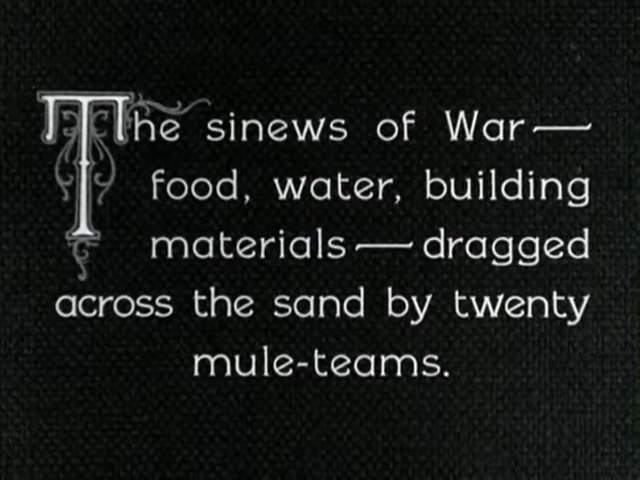 The sinews of War—
food, water, building
materials—dragged
across the sand by twenty
mule-teams.